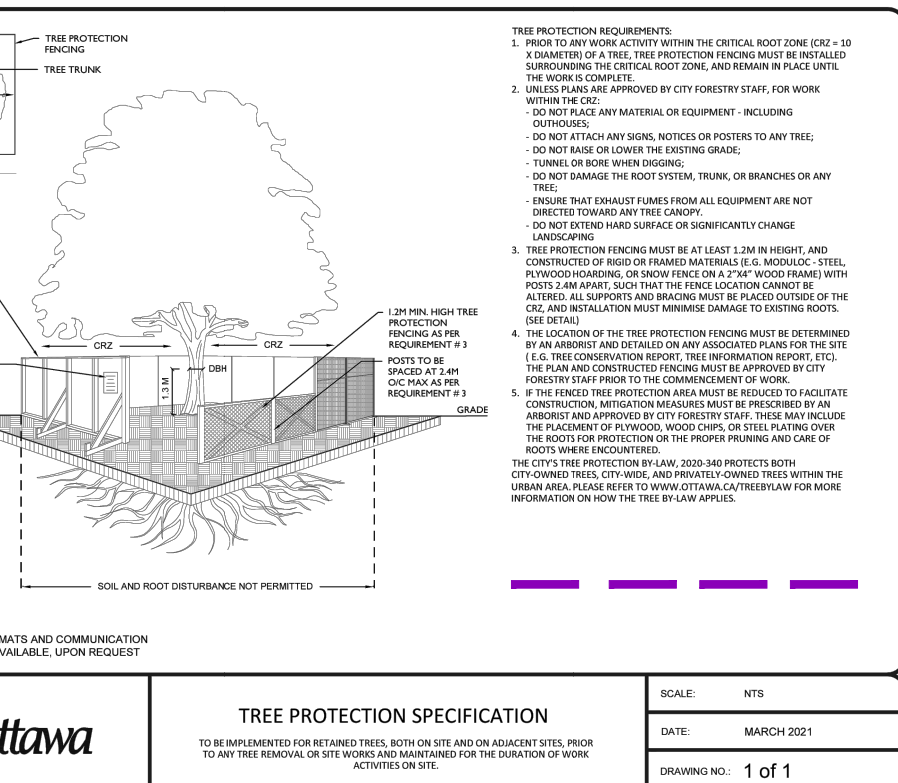 TREE PROTECTION
FENCING
TREE TRUNK
CRZ
CRZ
DBH
1.3 M
1.2M MIN. HIGH TREE
PROTECTION
FENCING AS PER
REQUIREMENT # 3
POSTS TO BE
SPACED AT 2.4M
O/C MAX AS PER
REQUIREMENT # 3
GRADE
SOIL AND ROOT DISTURBANCE NOT PERMITTED
TREE PROTECTION REQUIREMENTS:
1. PRIOR TO ANY WORK ACTIVITY WITHIN THE CRITICAL ROOT ZONE (CRZ = 10
X DIAMETER) OF A TREE, TREE PROTECTION FENCING MUST BE INSTALLED
SURROUNDING THE CRITICAL ROOT ZONE, AND REMAIN IN PLACE UNTIL
THE WORK IS COMPLETE.
2. UNLESS PLANS ARE APPROVED BY CITY FORESTRY STAFF, FOR WORK
WITHIN THE CRZ:
- DO NOT PLACE ANY MATERIAL OR EQUIPMENT - INCLUDING
OUTHOUSES;
- DO NOT ATTACH ANY SIGNS, NOTICES OR POSTERS TO ANY TREE;
- DO NOT RAISE OR LOWER THE EXISTING GRADE;
- TUNNEL OR BORE WHEN DIGGING;
- DO NOT DAMAGE THE ROOT SYSTEM, TRUNK, OR BRANCHES OR ANY
TREE;
- ENSURE THAT EXHAUST FUMES FROM ALL EQUIPMENT ARE NOT
DIRECTED TOWARD ANY TREE CANOPY.
- DO NOT EXTEND HARD SURFACE OR SIGNIFICANTLY CHANGE
LANDSCAPING
3. TREE PROTECTION FENCING MUST BE AT LEAST 1.2M IN HEIGHT, AND
CONSTRUCTED OF RIGID OR FRAMED MATERIALS (E.G. MODULOC - STEEL,
PLYWOOD HOARDING, OR SNOW FENCE ON A 2"X4" WOOD FRAME) WITH
POSTS 2.4M APART, SUCH THAT THE FENCE LOCATION CANNOT BE
ALTERED. ALL SUPPORTS AND BRACING MUST BE PLACED OUTSIDE OF THE
CRZ, AND INSTALLATION MUST MINIMISE DAMAGE TO EXISTING ROOTS.
(SEE DETAIL)
4. THE LOCATION OF THE TREE PROTECTION FENCING MUST BE DETERMINED
BY AN ARBORIST AND DETAILED ON ANY ASSOCIATED PLANS FOR THE SITE
( E.G. TREE CONSERVATION REPORT, TREE INFORMATION REPORT, ETC).
THE PLAN AND CONSTRUCTED FENCING MUST BE APPROVED BY CITY
FORESTRY STAFF PRIOR TO THE COMMENCEMENT OF WORK.
5. IF THE FENCED TREE PROTECTION AREA MUST BE REDUCED TO FACILITATE
CONSTRUCTION, MITIGATION MEASURES MUST BE PRESCRIBED BY AN
ARBORIST AND APPROVED BY CITY FORESTRY STAFF. THESE MAY INCLUDE
THE PLACEMENT OF PLYWOOD, WOOD CHIPS, OR STEEL PLATING OVER
THE ROOTS FOR PROTECTION OR THE PROPER PRUNING AND CARE OF
ROOTS WHERE ENCOUNTERED.
THE CITY'S TREE PROTECTION BY-LAW, 2020-340 PROTECTS BOTH
CITY-OWNED TREES, CITY-WIDE, AND PRIVATELY-OWNED TREES WITHIN THE
URBAN AREA. PLEASE REFER TO WWW.OTTAWA.CA/TREEBYLAW FOR MORE
INFORMATION ON HOW THE TREE BY-LAW APPLIES.
MATS AND COMMUNICATION
VAILABLE, UPON REQUEST
ttawa
TREE PROTECTION SPECIFICATION
TO BE IMPLEMENTED FOR RETAINED TREES, BOTH ON SITE AND ON ADJACENT SITES, PRIOR
TO ANY TREE REMOVAL OR SITE WORKS AND MAINTAINED FOR THE DURATION OF WORK
ACTIVITIES ON SITE.
SCALE: NTS
DATE: MARCH 2021
DRAWING NO.: 1 of 1